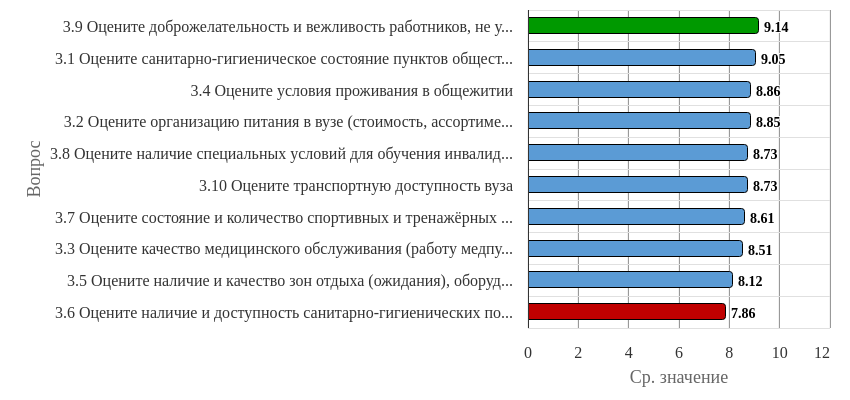 3.9 Оцените доброжелательность и вежливость работников, не у... 9.14
3.1 Оцените санитарно-гигиеническое состояние пунктов общест... 9.05
3.4 Оцените условия проживания в общежитии 8.86
3.2 Оцените организацию питания в вузе (стоимость, ассортиме... 8.85
3.8 Оцените наличие специальных условий для обучения инвалид... 8.73
3.10 Оцените транспортную доступность вуза 8.73
3.7 Оцените состояние и количество спортивных и тренажёрных ... 8.61
3.3 Оцените качество медицинского обслуживания (работу медпу... 8.51
3.5 Оцените наличие и качество зон отдыха (ожидания), оборуд... 8.12
3.6 Оцените наличие и доступность санитарно-гигиенических по... 7.86
Вопрос
0 2 4 6 8 10 12
Ср. значение